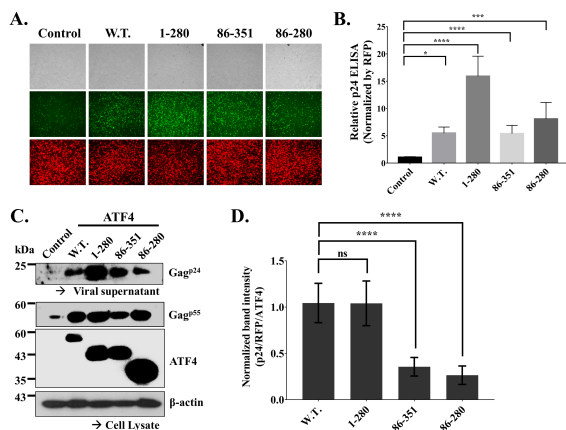 A.
Control W.T. 1-280 86-351 86-280
B.
Relative p24 ELISA
(Normalized by RFP)
25
20
15
10
5
0
***
****
****
*
Control W.T. 1-280 86-351 86-280
C.
ATF4
kDa Control W.T. 1-280 86-351 86-280
25 Gagp24
→ Viral supernatant
60 Gagp55
55
60
43 ATF4
35
43 β-actin
→ Cell Lysate
D.
Normalized band intensity
(p24/RFP/ATF4)
1.5
1.0
0.5
0.0
****
****
ns
W.T. 1-280 86-351 86-280